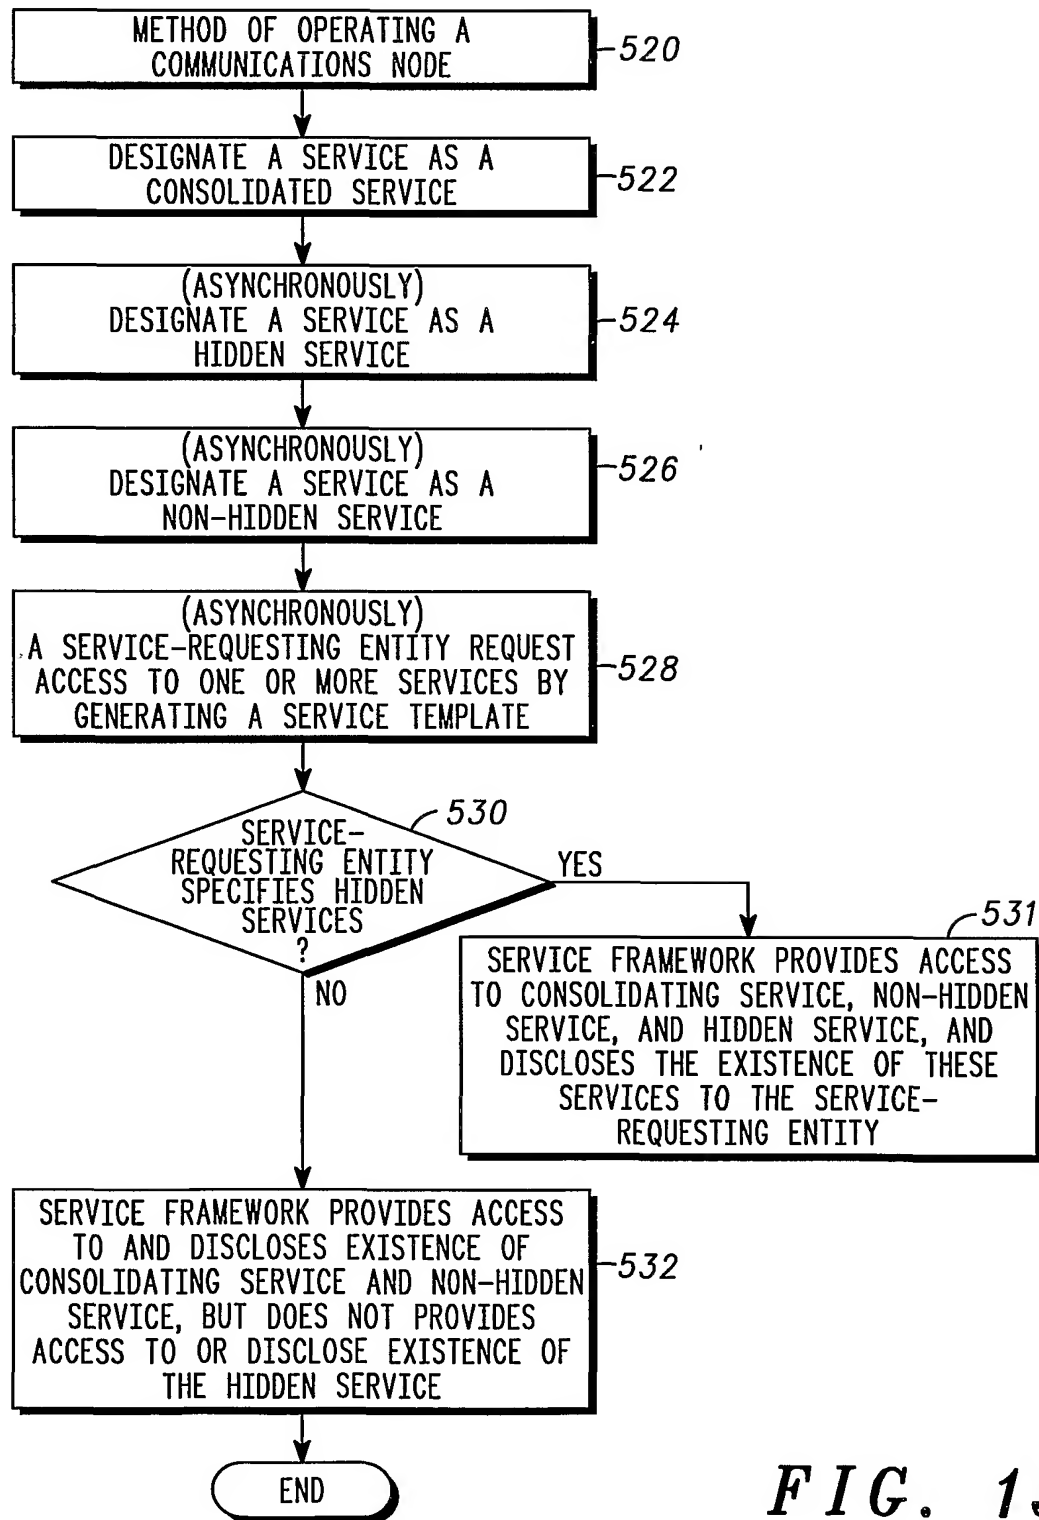 METHOD OF OPERATING A
COMMUNICATIONS NODE
520
DESIGNATE A SERVICE AS A
CONSOLIDATED SERVICE
522
(ASYNCHRONOUSLY)
DESIGNATE A SERVICE AS A
HIDDEN SERVICE
524
(ASYNCHRONOUSLY)
DESIGNATE A SERVICE AS A
NON-HIDDEN SERVICE
526
(ASYNCHRONOUSLY)
A SERVICE-REQUESTING ENTITY REQUEST
ACCESS TO ONE OR MORE SERVICES BY
GENERATING A SERVICE TEMPLATE
528
530
SERVICE-
REQUESTING ENTITY
SPECIFIES HIDDEN
SERVICES
?
YES
NO
531
SERVICE FRAMEWORK PROVIDES ACCESS
TO CONSOLIDATING SERVICE, NON-HIDDEN
SERVICE, AND HIDDEN SERVICE, AND
DISCLOSES THE EXISTENCE OF THESE
SERVICES TO THE SERVICE-
REQUESTING ENTITY
SERVICE FRAMEWORK PROVIDES ACCESS
TO AND DISCLOSES EXISTENCE OF
CONSOLIDATING SERVICE AND NON-HIDDEN
SERVICE, BUT DOES NOT PROVIDES
ACCESS TO OR DISCLOSE EXISTENCE OF
THE HIDDEN SERVICE
532
END
FIG. 1